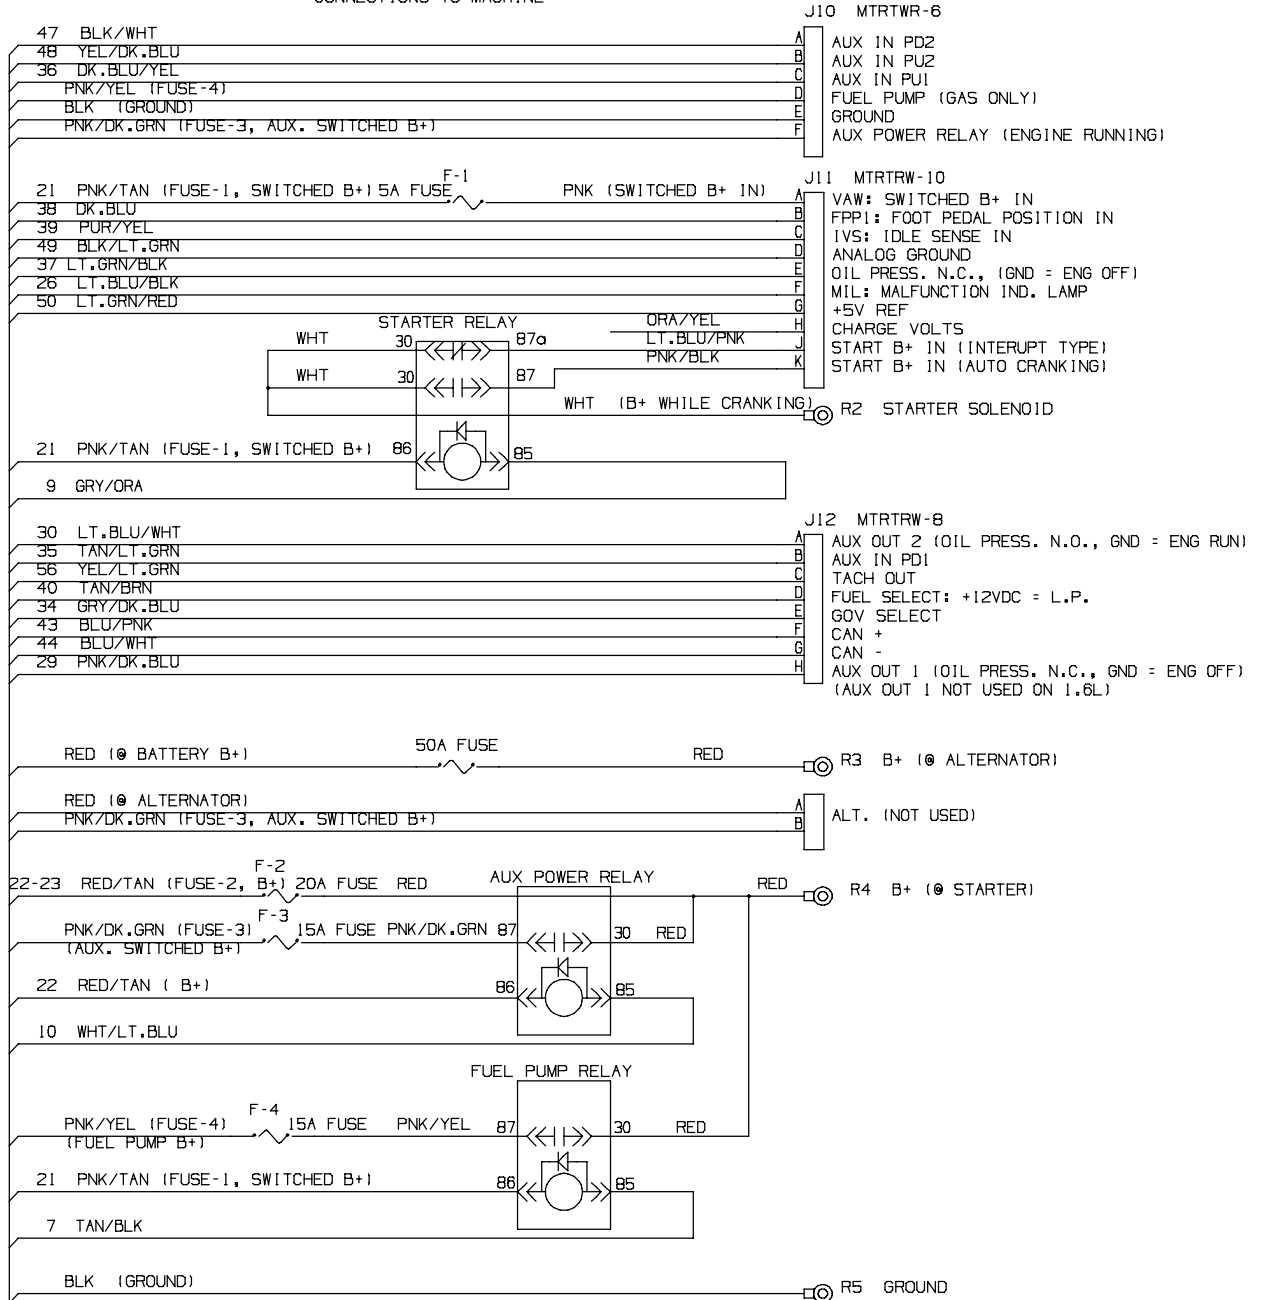 J10 MTRTWR-6
47 BLK/WHT A AUX IN PD2
48 YEL/DK.BLU B AUX IN PU2
36 DK.BLU/YEL C AUX IN PU1
PNK/YEL (FUSE-4) D FUEL PUMP (GAS ONLY)
BLK (GROUND) E GROUND
PNK/DK.GRN (FUSE-3, AUX. SWITCHED B+) F AUX POWER RELAY (ENGINE RUNNING)
J11 MTRTRW-10
21 PNK/TAN (FUSE-1, SWITCHED B+) 5A FUSE F-1 PNK (SWITCHED B+ IN) A VAW: SWITCHED B+ IN
38 DK.BLU B FPP1: FOOT PEDAL POSITION IN
39 PUR/YEL C IVS: IDLE SENSE IN
49 BLK/LT.GRN D ANALOG GROUND
37 LT.GRN/BLK E OIL PRESS. N.C., (GND = ENG OFF)
26 LT.BLU/BLK F MIL: MALFUNCTION IND. LAMP
50 LT.GRN/RED G +5V REF
STARTER RELAY ORA/YEL H CHARGE VOLTS
WHT 30 87a LT.BLU/PNK J START B+ IN (INTERUPT TYPE)
PNK/BLK K START B+ IN (AUTO CRANKING)
WHT 30 87
WHT (B+ WHILE CRANKING) R2 STARTER SOLENOID
21 PNK/TAN (FUSE-1, SWITCHED B+) 86 85
9 GRY/ORA
J12 MTRTRW-8
30 LT.BLU/WHT A AUX OUT 2 (OIL PRESS. N.O., GND = ENG RUN)
35 TAN/LT.GRN B AUX IN PD1
56 YEL/LT.GRN C TACH OUT
40 TAN/BRN D FUEL SELECT: +12VDC = L.P.
34 GRY/DK.BLU E GOV SELECT
43 BLU/PNK F CAN +
44 BLU/WHT G CAN -
29 PNK/DK.BLU H AUX OUT 1 (OIL PRESS. N.C., GND = ENG OFF)
(AUX OUT 1 NOT USED ON 1.6L)
RED (@ BATTERY B+) 50A FUSE RED R3 B+ (@ ALTERNATOR)
RED (@ ALTERNATOR) A
PNK/DK.GRN (FUSE-3, AUX. SWITCHED B+) B ALT. (NOT USED)
22-23 RED/TAN (FUSE-2, B+) F-2 20A FUSE RED AUX POWER RELAY RED R4 B+ (@ STARTER)
PNK/DK.GRN (FUSE-3) F-3 15A FUSE PNK/DK.GRN 87 30 RED
(AUX. SWITCHED B+)
22 RED/TAN ( B+) 86 85
10 WHT/LT.BLU
FUEL PUMP RELAY
PNK/YEL (FUSE-4) F-4 15A FUSE PNK/YEL 87 30 RED
(FUEL PUMP B+)
21 PNK/TAN (FUSE-1, SWITCHED B+) 86 85
7 TAN/BLK
BLK (GROUND) R5 GROUND